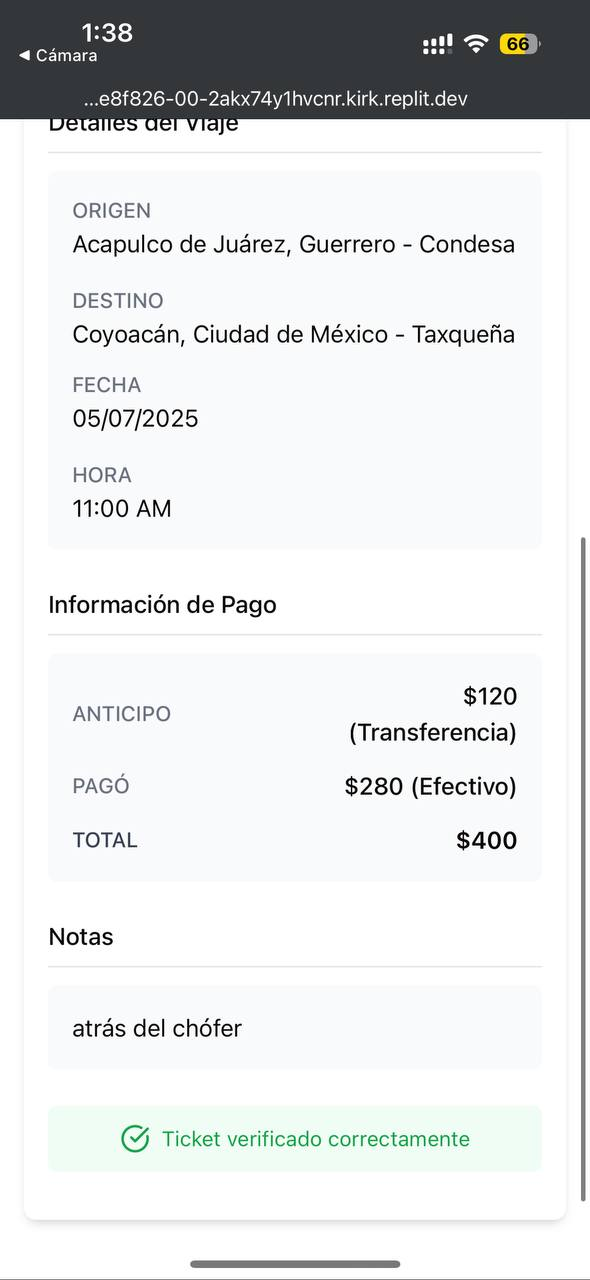 1:38
66
◀ Cámara
...e8f826-00-2akx74y1hvcnr.kirk.replit.dev
Detalles del Viaje
ORIGEN
Acapulco de Juárez, Guerrero - Condesa
DESTINO
Coyoacán, Ciudad de México - Taxqueña
FECHA
05/07/2025
HORA
11:00 AM
Información de Pago
ANTICIPO
$120
(Transferencia)
PAGÓ
$280 (Efectivo)
TOTAL
$400
Notas
atrás del chófer
Ticket verificado correctamente